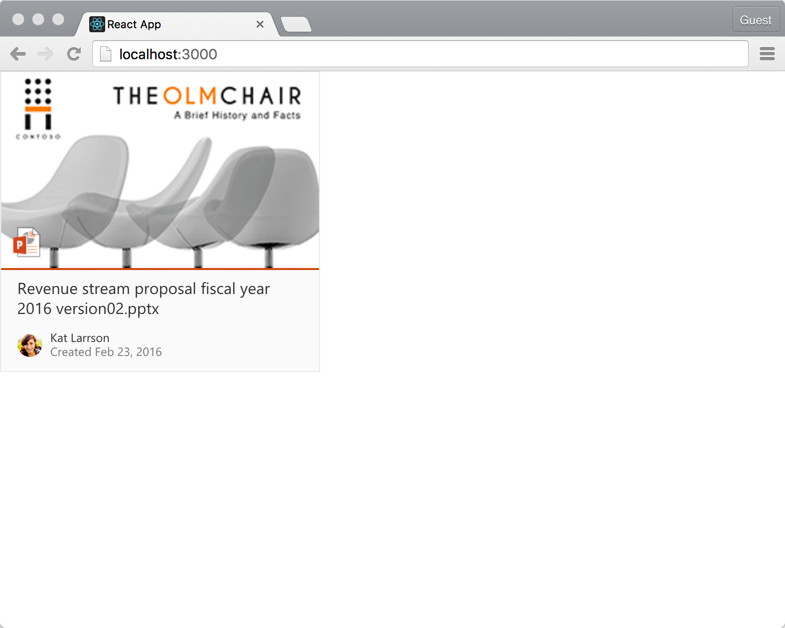 React App
Guest
localhost:3000
THEOLMCHAIR
A Brief History and Facts
CONTOSO
P
Revenue stream proposal fiscal year
2016 version02.pptx
Kat Larrson
Created Feb 23, 2016